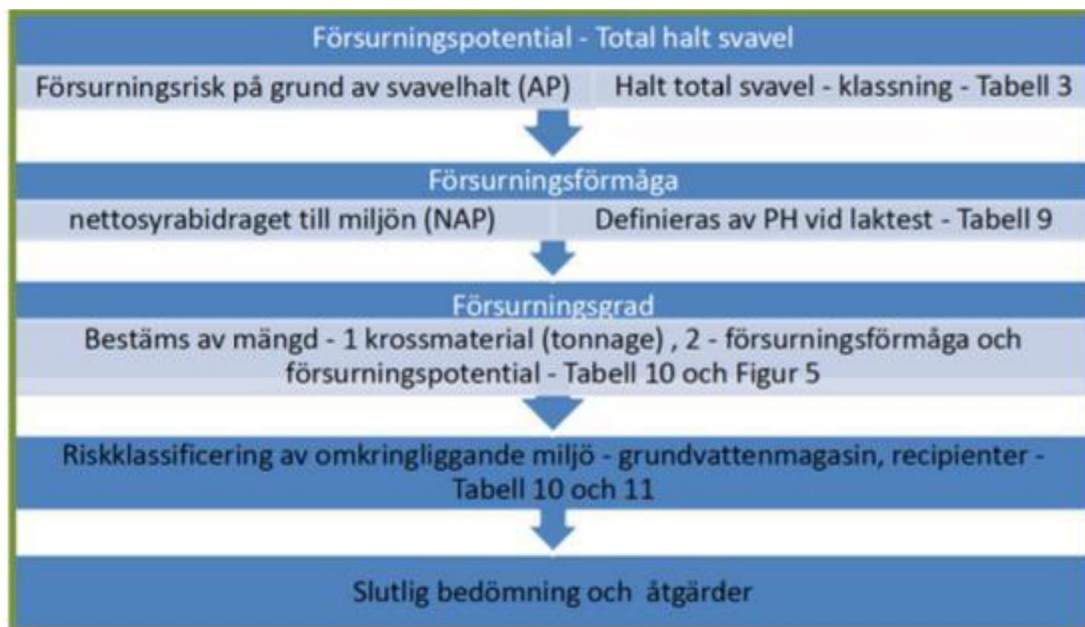 Försurningspotential - Total halt svavel
Försurningsrisk på grund av svavelhalt (AP)
Halt total svavel - klassning - Tabell 3
Försurningsförmåga
nettosyrabidraget till miljön (NAP)
Definieras av PH vid laktest - Tabell 9
Försurningsgrad
Bestäms av mängd - 1 krossmaterial (tonnage) , 2 - försurningsförmåga och
försurningspotential - Tabell 10 och Figur 5
Riskklassificering av omkringliggande miljö - grundvattenmagasin, recipienter -
Tabell 10 och 11
Slutlig bedömning och åtgärder